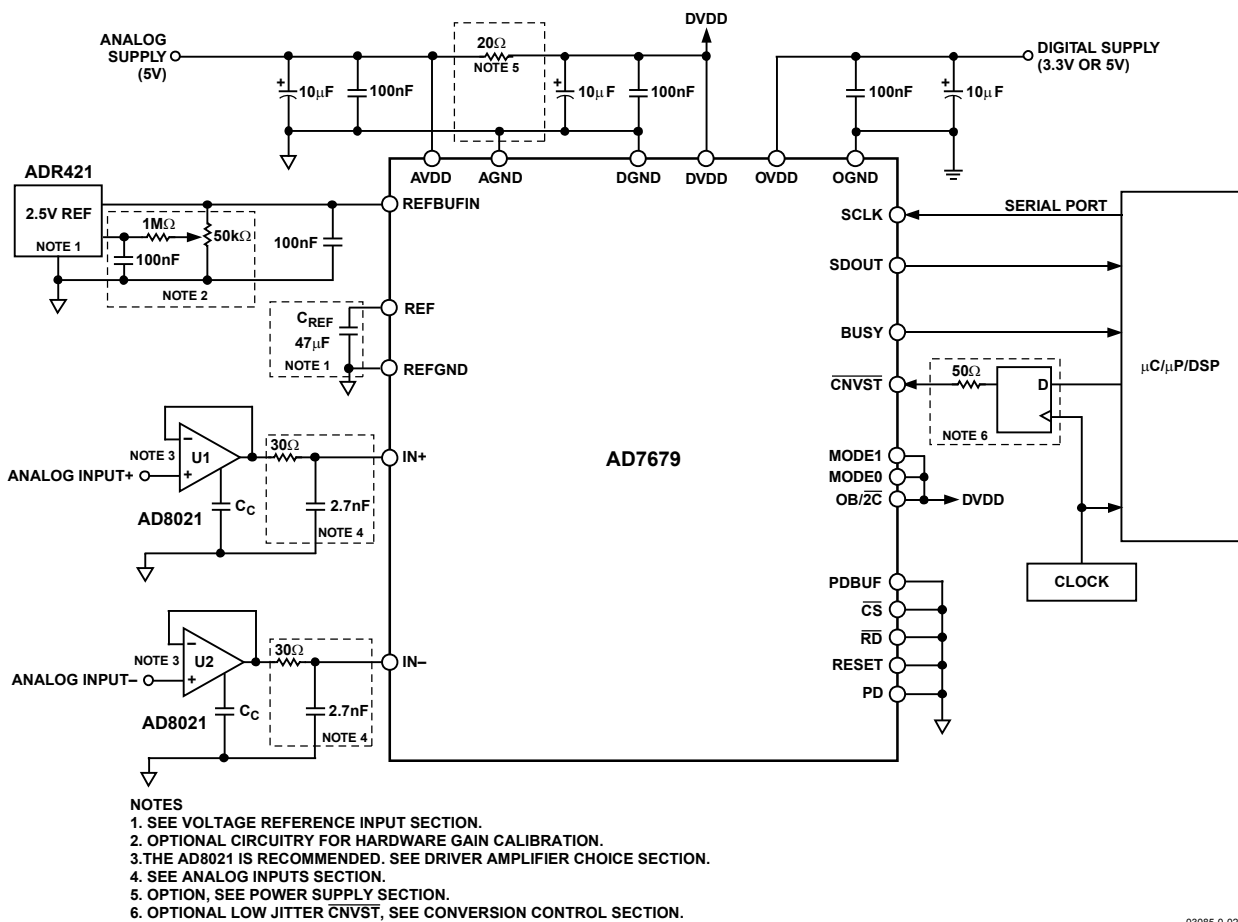 ANALOG
SUPPLY
(5V)
20Ω
NOTE 5
DVDD
DIGITAL SUPPLY
(3.3V OR 5V)
+
10μF
100nF
+
10μF
100nF
100nF
+
10μF
AVDD
AGND
DGND
DVDD
OVDD
OGND
ADR421
2.5V REF
NOTE 1
1MΩ
50kΩ
100nF
NOTE 2
100nF
REFBUFIN
CREF
47μF
NOTE 1
REF
REFGND
SCLK
SERIAL PORT
SDOUT
BUSY
CNVST
50Ω
D
NOTE 6
μC/μP/DSP
NOTE 3
−
U1
+
ANALOG INPUT+
AD8021
CC
30Ω
2.7nF
NOTE 4
IN+
AD7679
MODE1
MODE0
OB/2C
DVDD
CLOCK
PDBUF
CS
RD
RESET
PD
NOTE 3
−
U2
+
ANALOG INPUT−
AD8021
CC
30Ω
2.7nF
NOTE 4
IN−
NOTES
1. SEE VOLTAGE REFERENCE INPUT SECTION.
2. OPTIONAL CIRCUITRY FOR HARDWARE GAIN CALIBRATION.
3.THE AD8021 IS RECOMMENDED. SEE DRIVER AMPLIFIER CHOICE SECTION.
4. SEE ANALOG INPUTS SECTION.
5. OPTION, SEE POWER SUPPLY SECTION.
6. OPTIONAL LOW JITTER CNVST, SEE CONVERSION CONTROL SECTION.